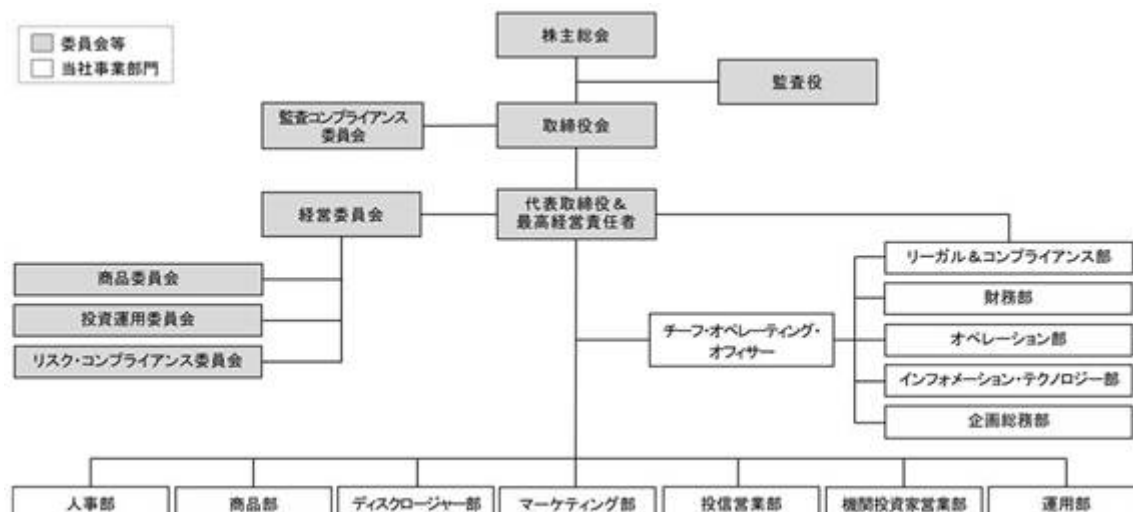 委員会等
当社事業部門
株主総会
監査役
監査コンプライアンス
委員会
取締役会
経営委員会
代表取締役&
最高経営責任者
商品委員会
投資運用委員会
リスク・コンプライアンス委員会
チーフ・オペレーティング・
オフィサー
リーガル&コンプライアンス部
財務部
オペレーション部
インフォメーション・テクノロジー部
企画総務部
人事部
商品部
ディスクロージャー部
マーケティング部
投信営業部
機関投資家営業部
運用部